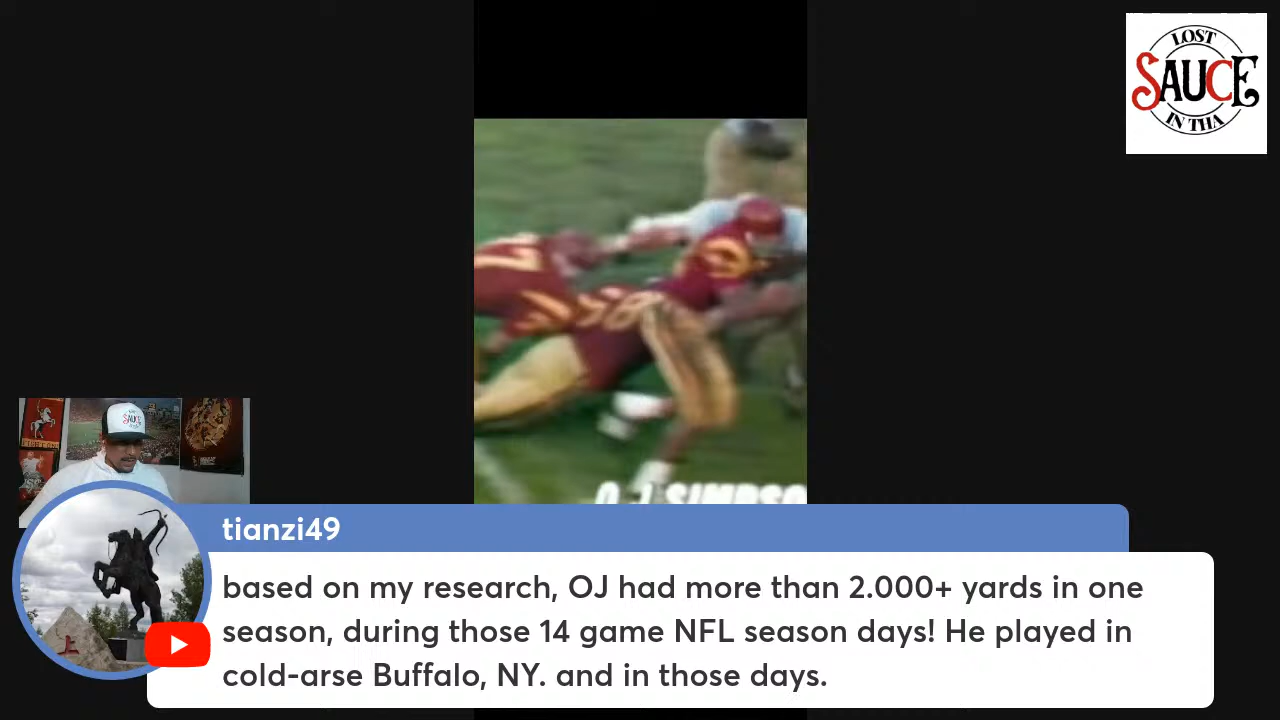 LOST
SAUCE
IN THA
O J SIMPSO
tianzi49
based on my research, OJ had more than 2.000+ yards in one
season, during those 14 game NFL season days! He played in
cold-arse Buffalo, NY. and in those days.